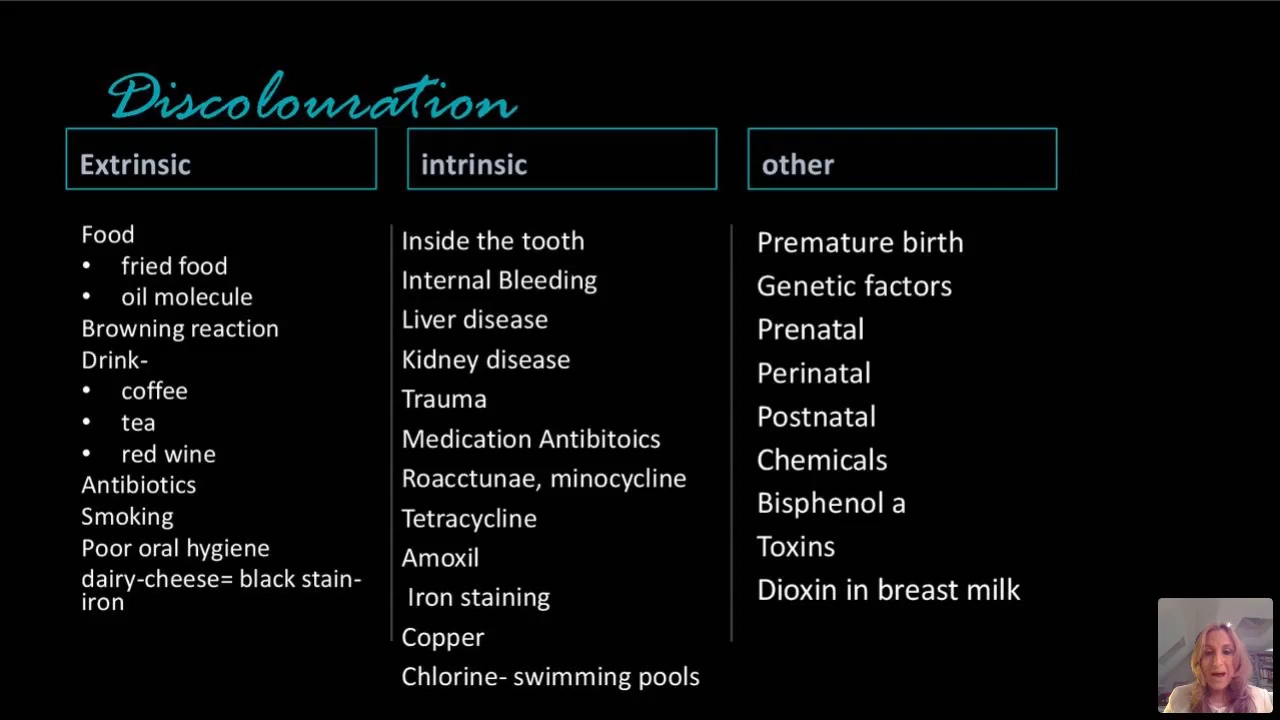 Discolouration
Extrinsic
Food
• fried food
• oil molecule
Browning reaction
Drink-
• coffee
• tea
• red wine
Antibiotics
Smoking
Poor oral hygiene
dairy-cheese= black stain-
iron
intrinsic
Inside the tooth
Internal Bleeding
Liver disease
Kidney disease
Trauma
Medication Antibitoics
Roacctunae, minocycline
Tetracycline
Amoxil
Iron staining
Copper
Chlorine- swimming pools
other
Premature birth
Genetic factors
Prenatal
Perinatal
Postnatal
Chemicals
Bisphenol a
Toxins
Dioxin in breast milk